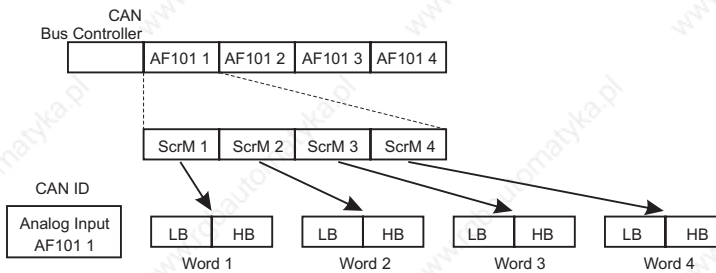 CAN
Bus Controller
AF101 1 AF101 2 AF101 3 AF101 4
ScrM 1 ScrM 2 ScrM 3 ScrM 4
CAN ID
Analog Input
AF101 1
LB HB LB HB LB HB LB HB
Word 1 Word 2 Word 3 Word 4